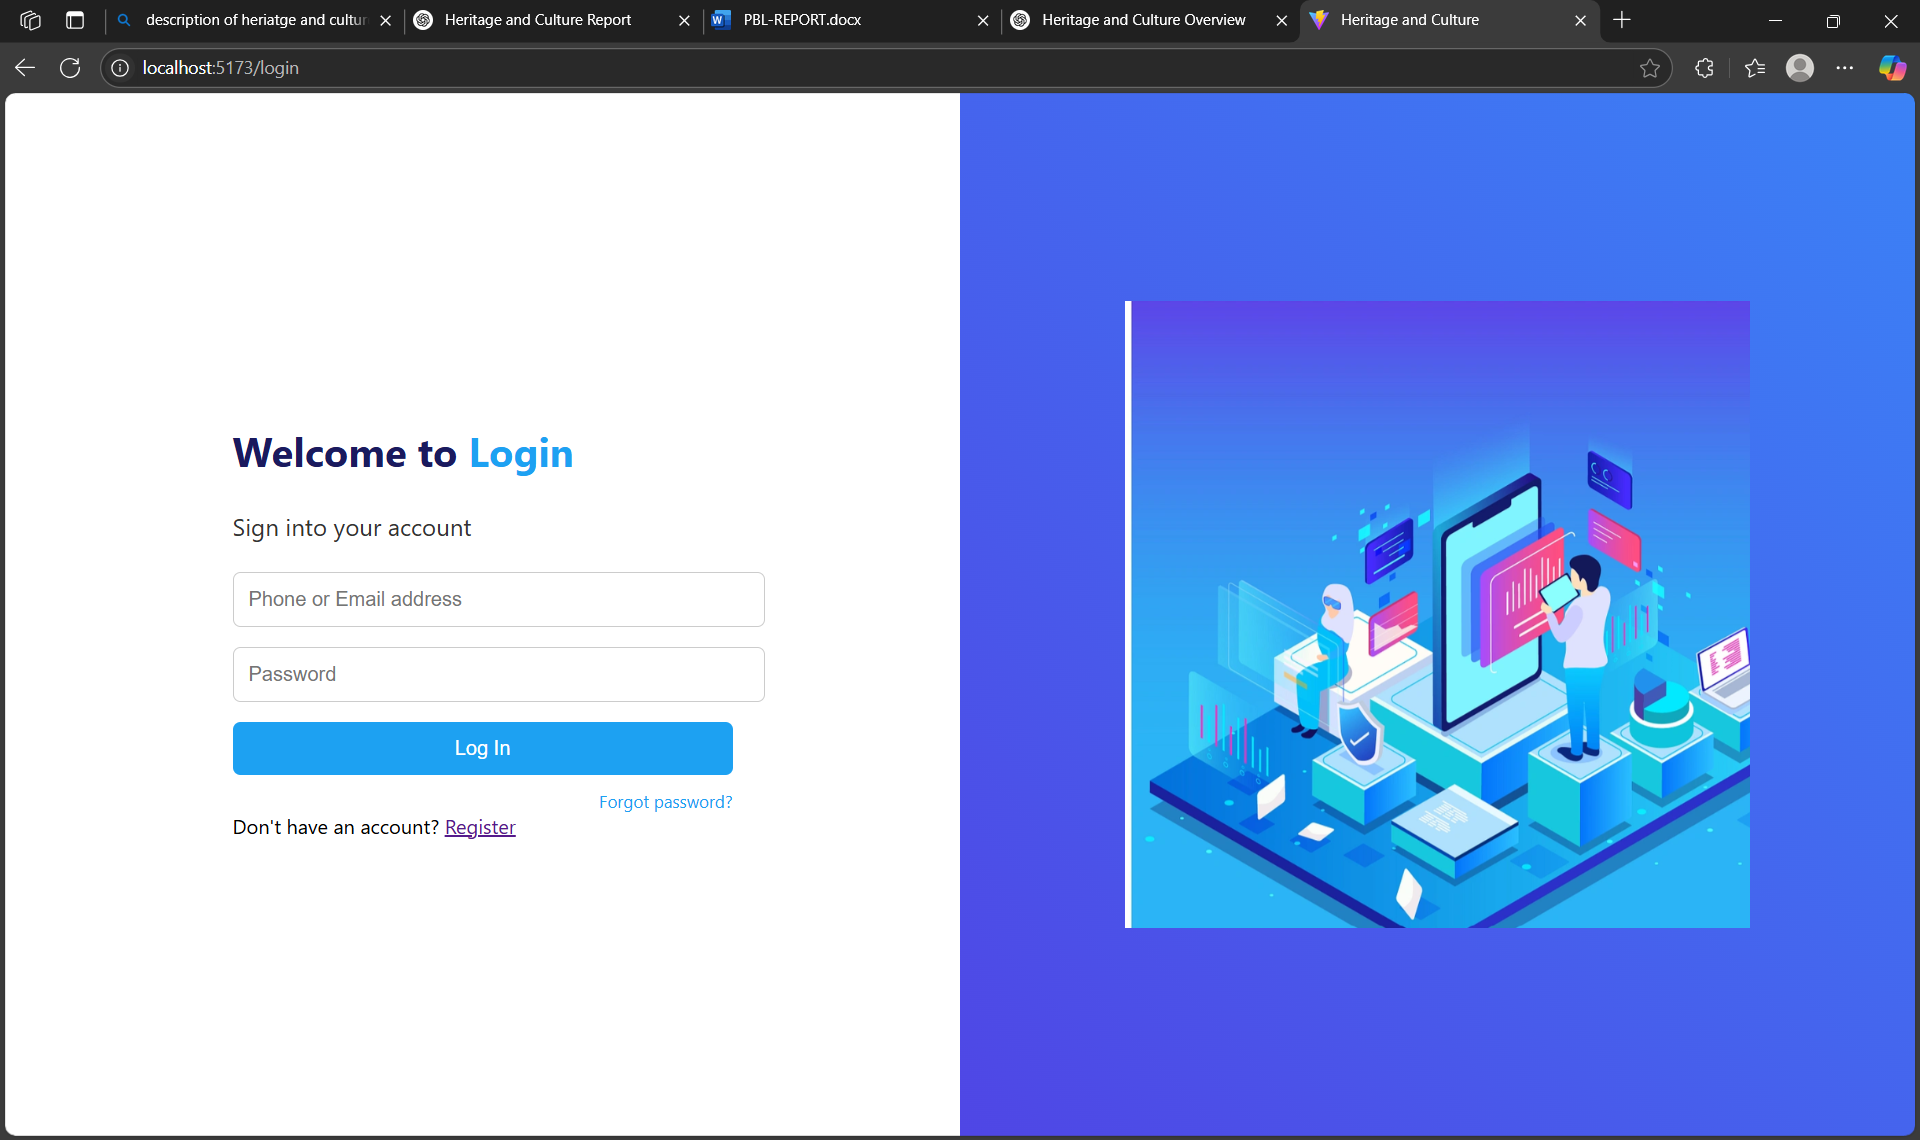 description of heriatge and cultur
Heritage and Culture Report
PBL-REPORT.docx
Heritage and Culture Overview
Heritage and Culture
localhost:5173/login
Welcome to Login
Sign into your account
Phone or Email address
Password
Log In
Forgot password?
Don't have an account? Register